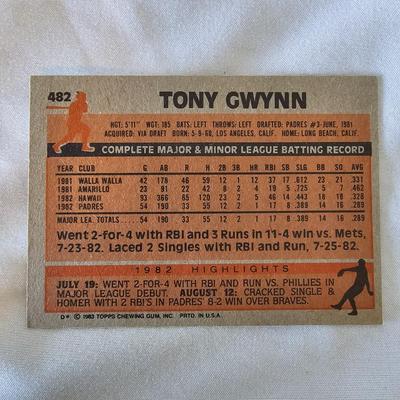 482 TONY GWYNN
HGT: 5'11" WGT: 185 BATS: LEFT THROWS: LEFT DRAFTED: PADRES #3-JUNE, 1981
ACQUIRED: VIA DRAFT BORN: 5-9-60, LOS ANGELES, CALIF. HOME: LONG BEACH, CALIF.
COMPLETE MAJOR & MINOR LEAGUE BATTING RECORD
YEAR CLUB G AB R H 2B 3B HR RBI SB SLG BB SO AVG
1981 WALLA WALLA 42 178 46 59 12 1 12 37 17 .612 23 21 .331
1981 AMARILLO 23 91 22 42 8 2 4 19 5 .725 5 7 .462
1982 HAWAII 93 366 65 120 23 2 5 46 14 .443 18 18 .328
1982 PADRES 54 190 33 55 12 2 1 17 8 .389 14 16 .289
MAJOR LEA. TOTALS 54 190 33 55 12 2 1 17 8 .389 14 16 .289
Went 2-for-4 with RBI and 3 Runs in 11-4 win vs. Mets,
7-23-82. Laced 2 Singles with RBI and Run, 7-25-82.
1982 HIGHLIGHTS
JULY 19: WENT 2-FOR-4 WITH RBI AND RUN VS. PHILLIES IN
MAJOR LEAGUE DEBUT. AUGUST 12: CRACKED SINGLE &
HOMER WITH 2 RBI'S IN PADRES' 8-2 WIN OVER BRAVES.
D* © 1983 TOPPS CHEWING GUM, INC. PRTD. IN U.S.A.